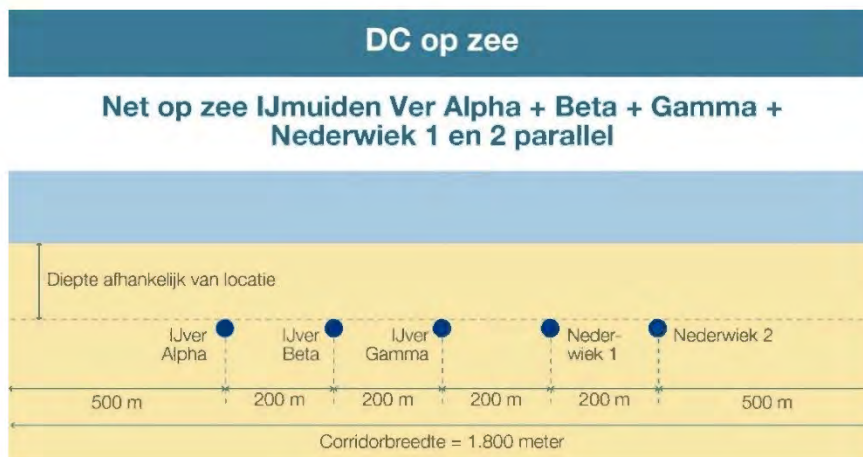 DC op zee
Net op zee IJmuiden Ver Alpha + Beta + Gamma +
Nederwiek 1 en 2 parallel
Diepte afhankelijk van locatie
IJver
Alpha
IJver
Beta
IJver
Gamma
Neder-
wiek 1
Nederwiek 2
500 m
200 m
200 m
200 m
200 m
500 m
Corridorbreedte = 1.800 meter